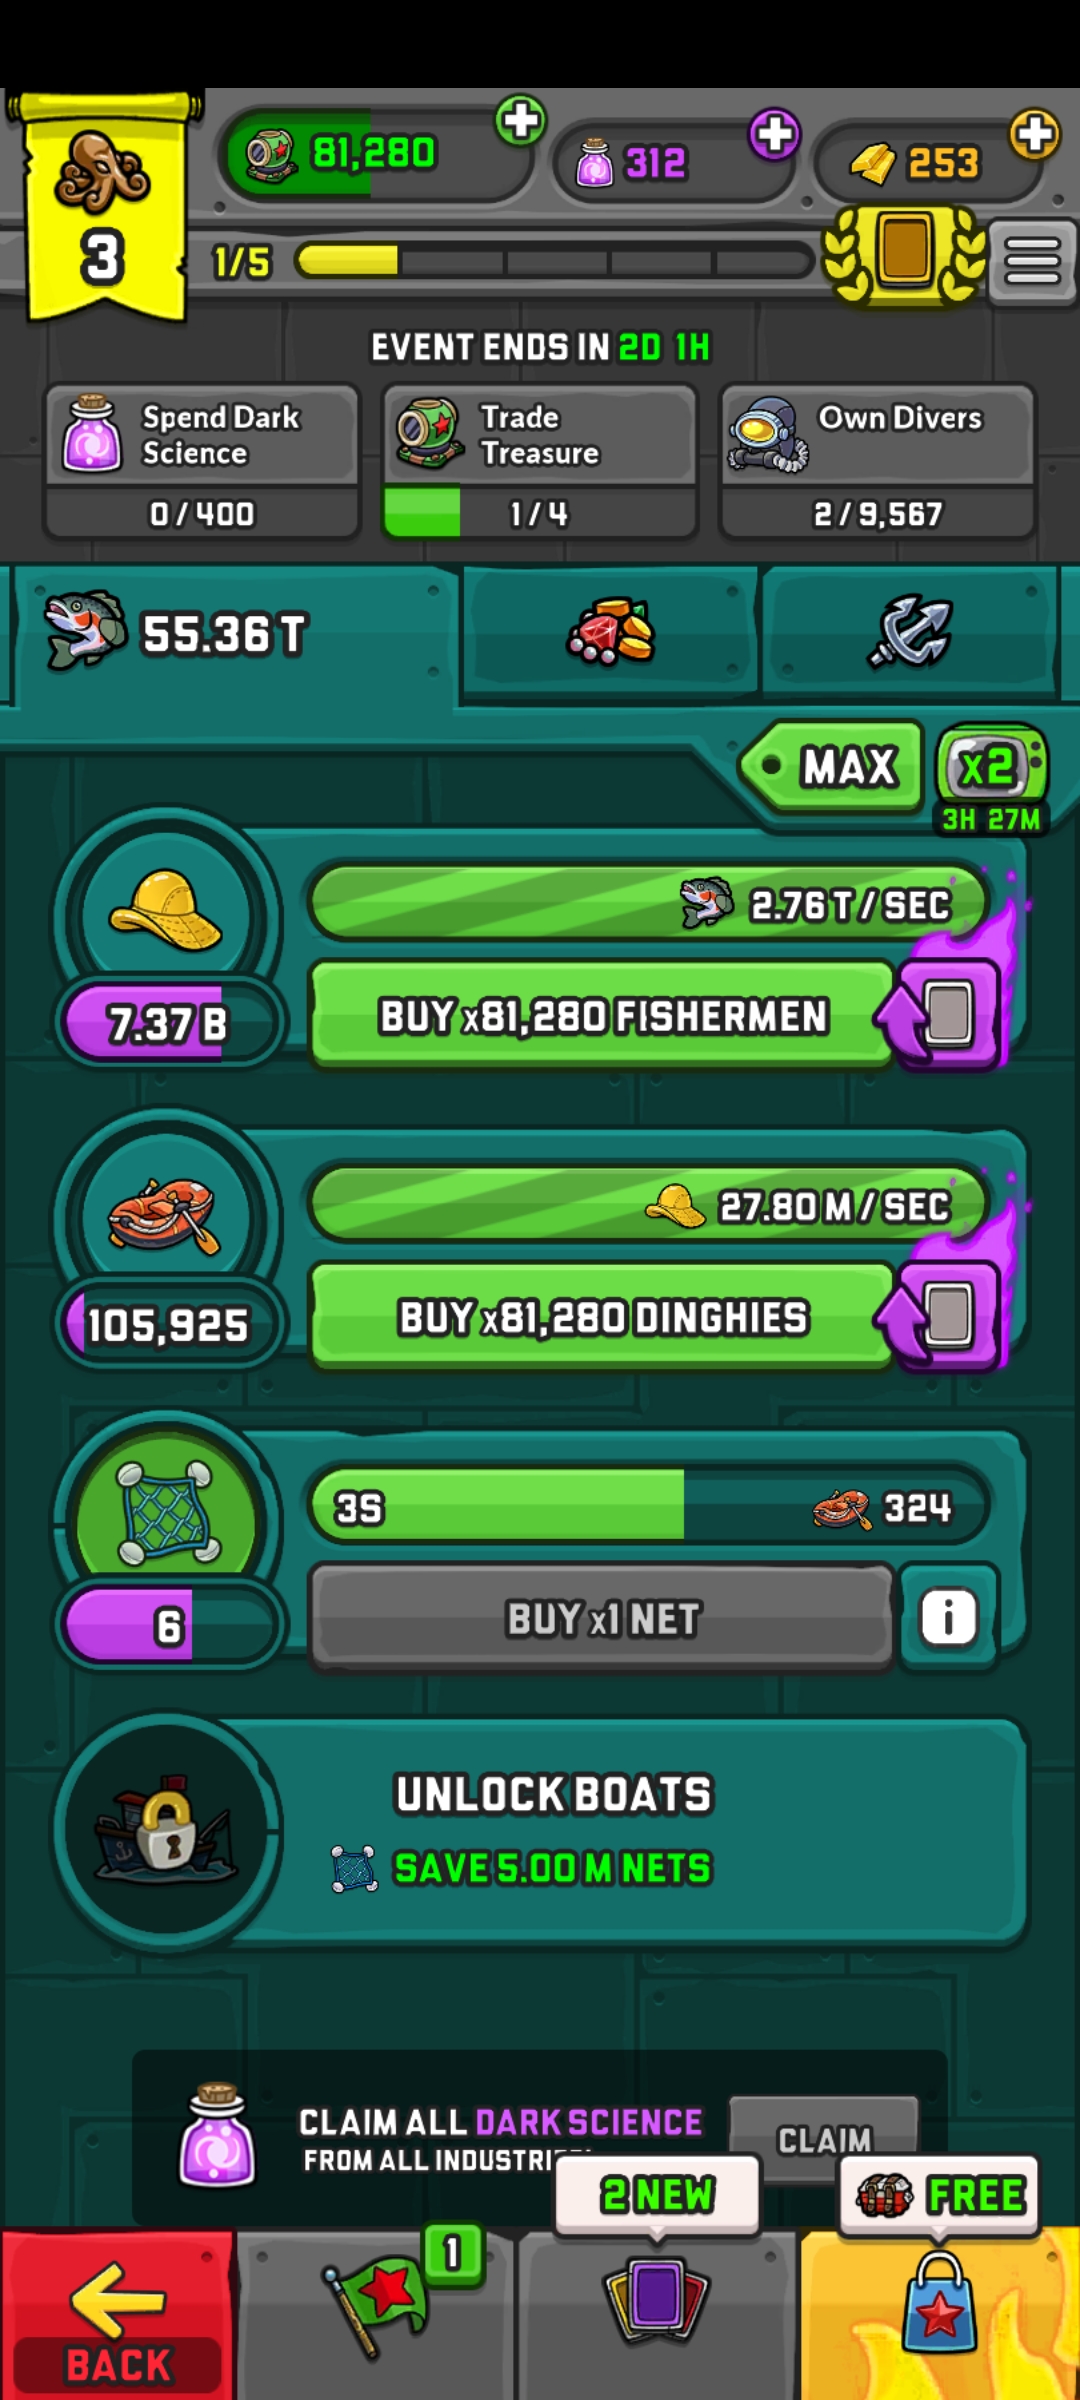 81,280
312
253
3
1/5
EVENT ENDS IN 2D 1H
Spend Dark
Science
0/400
Trade
Treasure
1/4
Own Divers
2/9,567
55.36 T
MAX
x2
3H 27M
2.76 T / SEC
7.37 B
BUY x81,280 FISHERMEN
27.80 M / SEC
105,925
BUY x81,280 DINGHIES
3S
324
6
BUY x1 NET
i
UNLOCK BOATS
SAVE 5.00 M NETS
CLAIM ALL DARK SCIENCE
FROM ALL
CLAIM
2 NEW
FREE
1
BACK